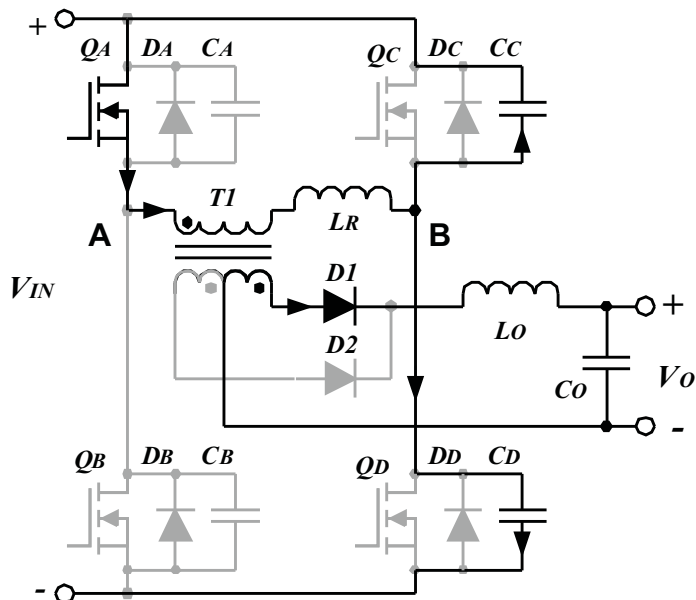 +
QA DA CA
QC DC CC
T1
LR
A
B
VIN
D1
D2
LO
+
CO
VO
-
QB DB CB
QD DD CD
-